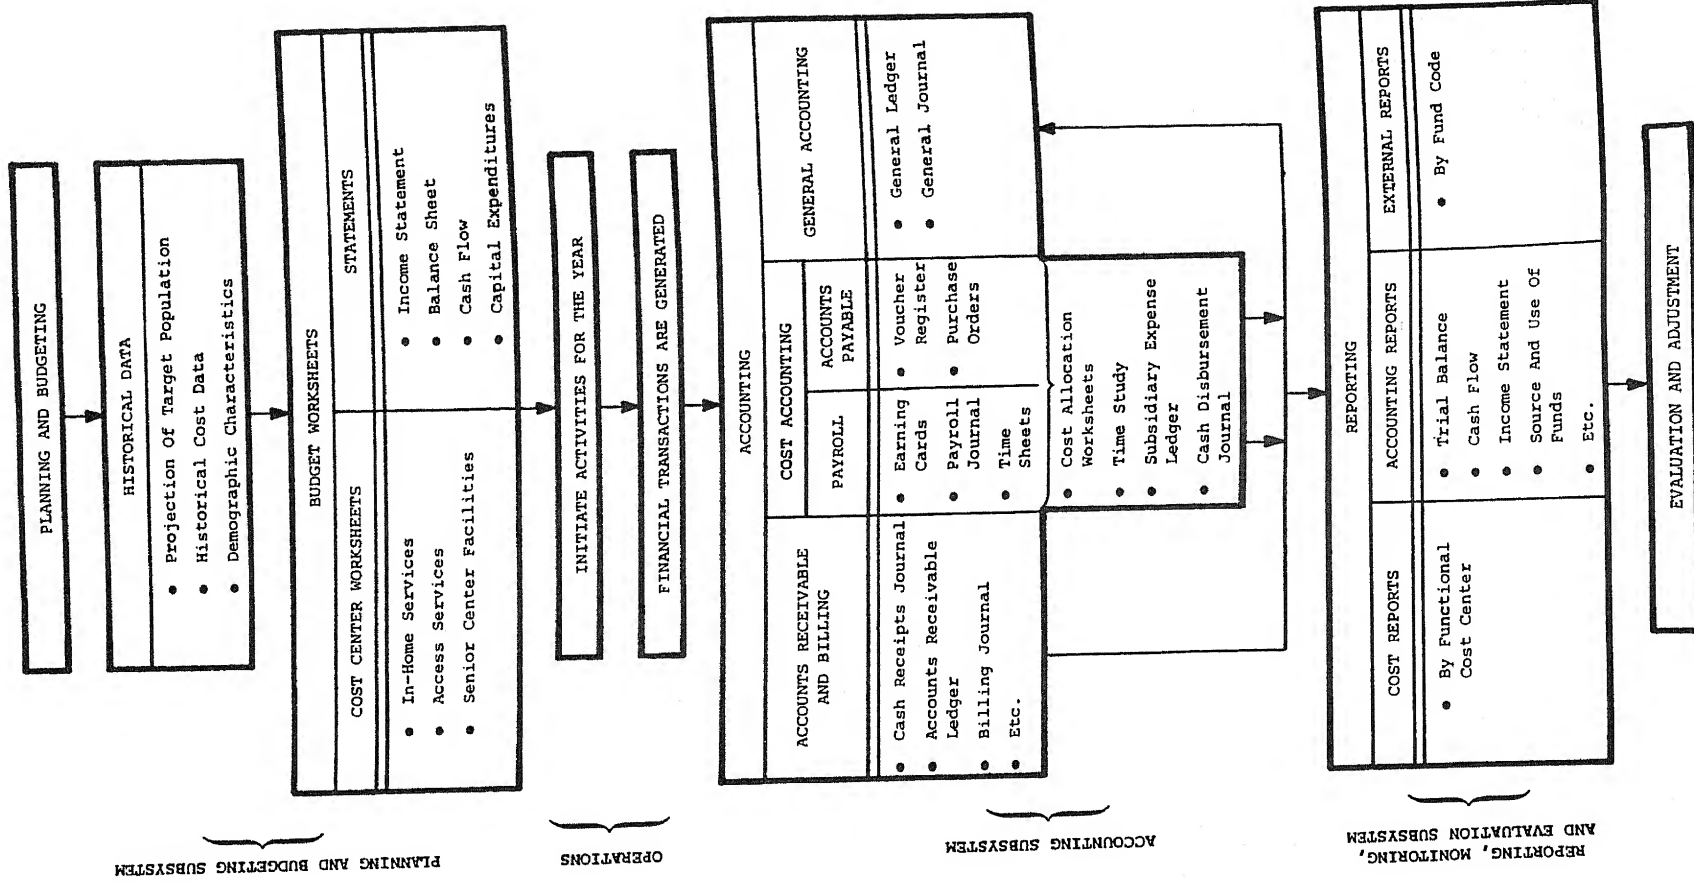 PLANNING AND BUDGETING
HISTORICAL DATA
• Projection Of Target Population
• Historical Cost Data
• Demographic Characteristics
BUDGET WORKSHEETS
COST CENTER WORKSHEETS
• In-Home Services
• Access Services
• Senior Center Facilities
STATEMENTS
• Income Statement
• Balance Sheet
• Cash Flow
• Capital Expenditures
PLANNING AND BUDGETING SUBSYSTEM
INITIATE ACTIVITIES FOR THE YEAR
FINANCIAL TRANSACTIONS ARE GENERATED
OPERATIONS
ACCOUNTING
ACCOUNTS RECEIVABLE
AND BILLING
• Cash Receipts Journal
• Accounts Receivable
Ledger
• Billing Journal
• Etc.
COST ACCOUNTING
PAYROLL
• Earning
Cards
• Payroll
Journal
• Time
Sheets
ACCOUNTS
PAYABLE
• Voucher
Register
• Purchase
Orders
• Cost Allocation
Worksheets
• Time Study
• Subsidiary Expense
Ledger
• Cash Disbursement
Journal
GENERAL ACCOUNTING
• General Ledger
• General Journal
ACCOUNTING SUBSYSTEM
REPORTING
COST REPORTS
• By Functional
Cost Center
ACCOUNTING REPORTS
• Trial Balance
• Cash Flow
• Income Statement
• Source And Use Of
Funds
• Etc.
EXTERNAL REPORTS
• By Fund Code
REPORTING, MONITORING,
AND EVALUATION SUBSYSTEM
EVALUATION AND ADJUSTMENT